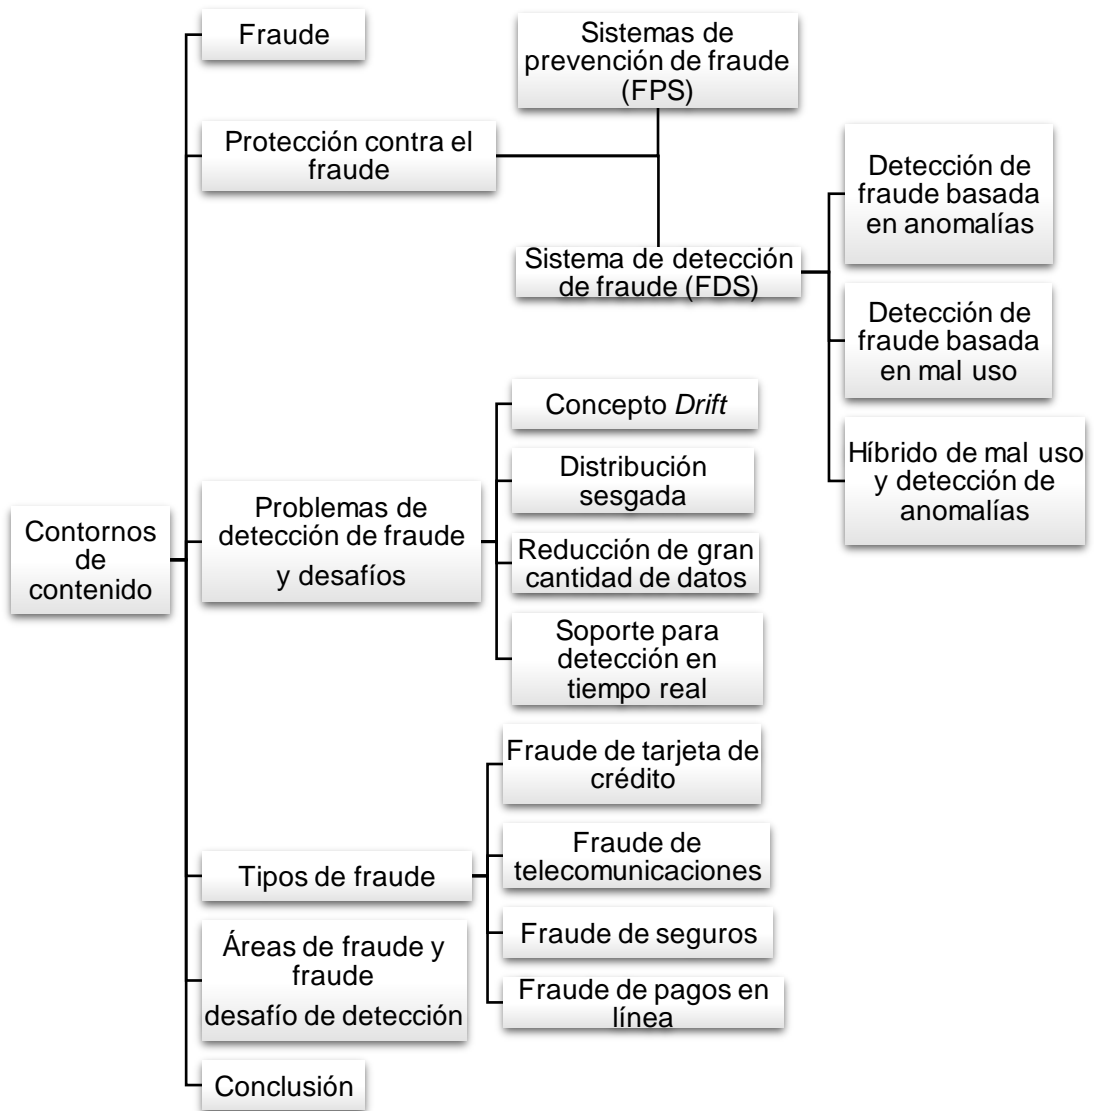 Fraude
Sistemas de
prevención de fraude
(FPS)
Protección contra el
fraude
Detección de
fraude basada
en anomalías
Sistema de detección
de fraude (FDS)
Detección de
fraude basada
en mal uso
Híbrido de mal uso
y detección de
anomalías
Contornos
de
contenido
Problemas de
detección de fraude
y desafíos
Concepto Drift
Distribución
sesgada
Reducción de gran
cantidad de datos
Soporte para
detección en
tiempo real
Tipos de fraude
Fraude de tarjeta de
crédito
Fraude de
telecomunicaciones
Fraude de seguros
Fraude de pagos en
línea
Áreas de fraude y
fraude
desafío de detección
Conclusión